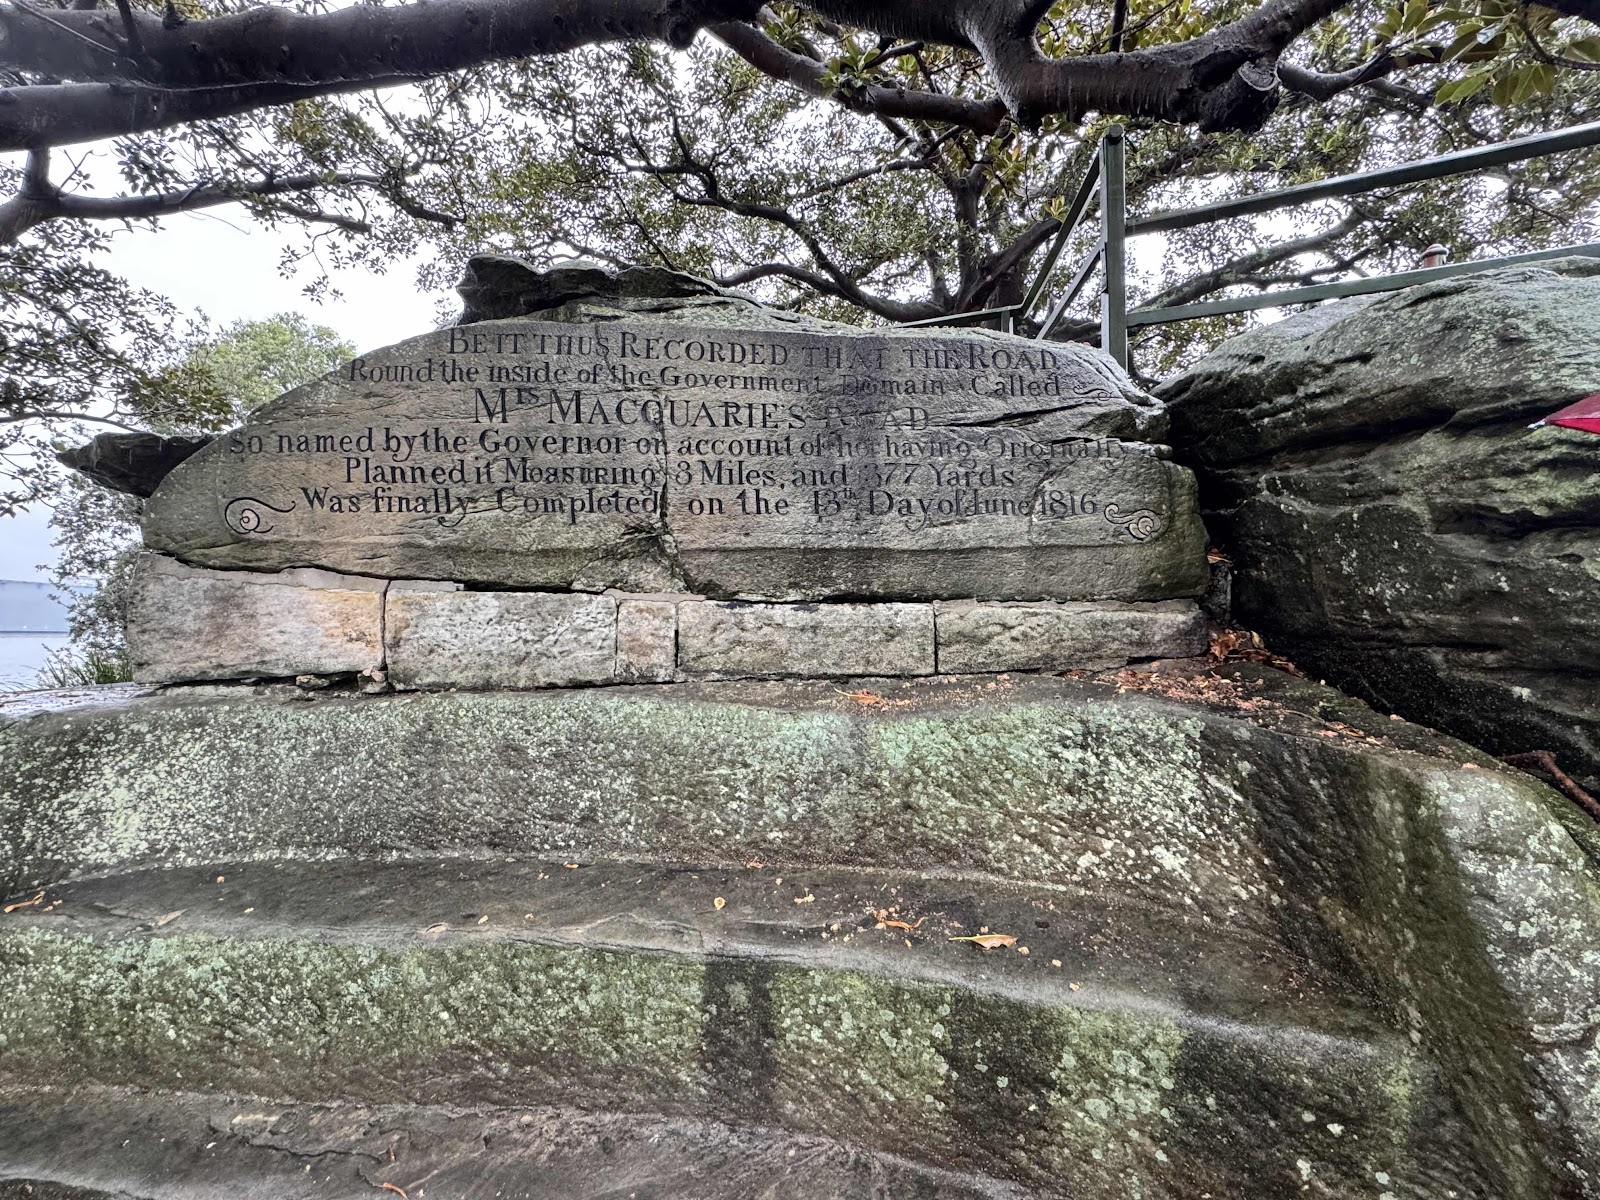 BE IT THUS RECORDED THAT THE ROAD
Round the inside of the Government Domain Called
Mrs MACQUARIE'S ROAD
So named by the Governor on account of her having Originally
Planned it Measuring 3 Miles, and 377 Yards
Was finally Completed on the 13th Day of June 1816